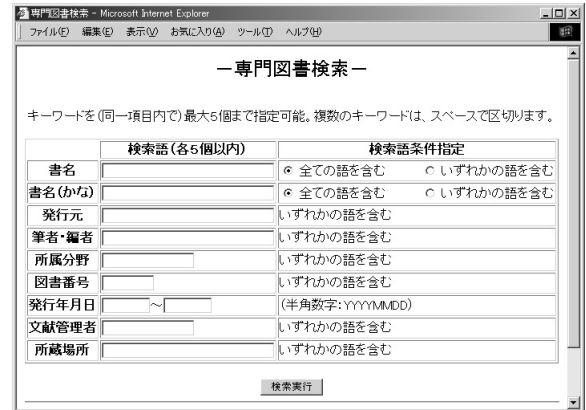 専門図書検索 - Microsoft Internet Explorer
ファイル(F) 編集(E) 表示(V) お気に入り(A) ツール(T) ヘルプ(H)
－専門図書検索－
キーワードを(同一項目内で)最大5個まで指定可能。複数のキーワードは、スペースで区切ります。
検索語(各5個以内) 検索語条件指定
書名 全ての語を含む いずれかの語を含む
書名(かな) 全ての語を含む いずれかの語を含む
発行元 いずれかの語を含む
筆者・編者 いずれかの語を含む
所属分野 いずれかの語を含む
図書番号 いずれかの語を含む
発行年月日 ～ (半角数字:YYYYMMDD)
文献管理者 いずれかの語を含む
所蔵場所 いずれかの語を含む
検索実行